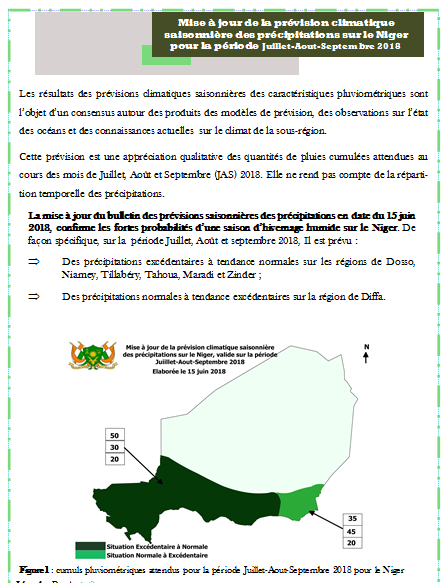 Mise à jour de la prévision climatique
saisonnière des précipitations sur le Niger
pour la période Juillet-Aout-Septembre 2018
Les résultats des prévisions climatiques saisonnières des caractéristiques pluviométriques sont
l'objet d'un consensus autour des produits des modèles de prévision, des observations sur l'état
des océans et des connaissances actuelles sur le climat de la sous-région.
Cette prévision est une appréciation qualitative des quantités de pluies cumulées attendues au
cours des mois de Juillet, Août et Septembre (JAS) 2018. Elle ne rend pas compte de la réparti-
tion temporelle des précipitations.
La mise à jour du bulletin des prévisions saisonnières des précipitations en date du 15 juin
2018, confirme les fortes probabilités d'une saison d'hivernage humide sur le Niger. De
façon spécifique, sur la période Juillet, Août et septembre 2018, Il est prévu :
⇒ Des précipitations excédentaires à tendance normales sur les régions de Dosso,
Niamey, Tillabéry, Tahoua, Maradi et Zinder ;
⇒ Des précipitations normales à tendance excédentaires sur la région de Diffa.
Mise à jour de la prévision climatique saisonnière
des précipitations sur le Niger, valide sur la période
Juiillet-Aout-Septembre 2018
Elaborée le 15 juin 2018
N
50
30
20
35
45
20
Situation Excédentaire à Normale
Situation Normale à Excédentaire
Figure1 : cumuls pluviométriques attendus pour la période Juillet-Aout-Septembre 2018 pour le Niger